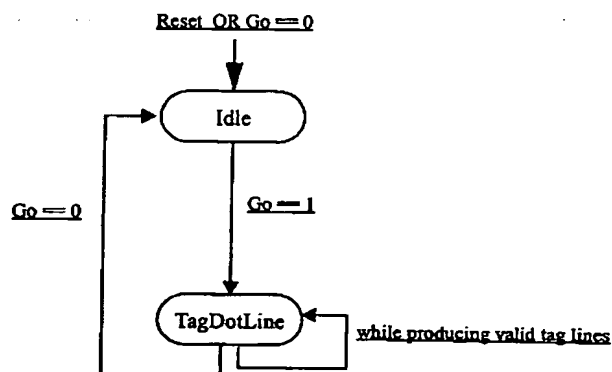 Reset OR Go == 0
Idle
Go == 0
Go == 1
TagDotLine
while producing valid tag lines